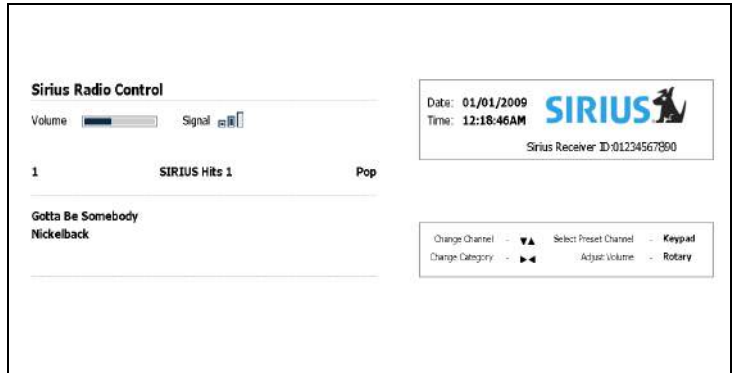 Sirius Radio Control
Volume Signal
1 SIRIUS Hits 1 Pop
Gotta Be Somebody
Nickelback
Date: 01/01/2009
Time: 12:18:46AM
SIRIUS
Sirius Receiver ID:01234567890
Change Channel - ▼▲ Select Preset Channel - Keypad
Change Category - ►◄ Adjust Volume - Rotary